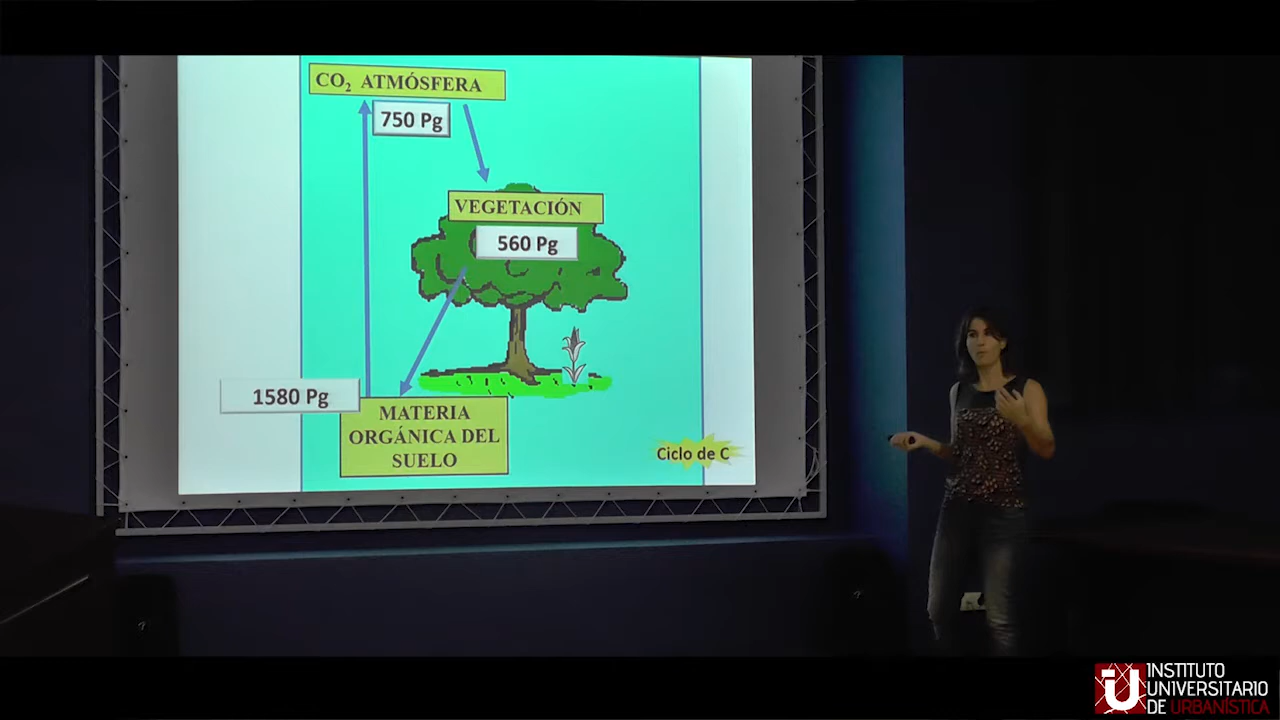 CO₂ ATMÓSFERA
750 Pg
VEGETACIÓN
560 Pg
1580 Pg
MATERIA
ORGÁNICA DEL
SUELO
Ciclo de C
INSTITUTO
UNIVERSITARIO
DE URBANÍSTICA